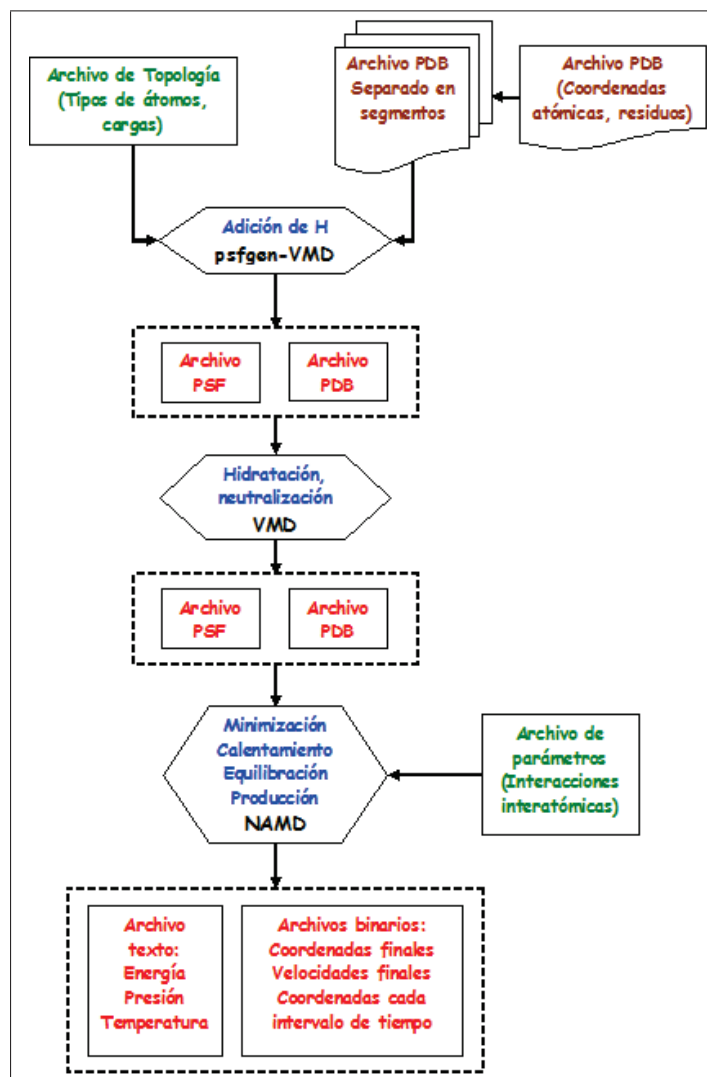 Archivo de Topología
(Tipos de átomos,
cargas)
Archivo PDB
Separado en
segmentos
Archivo PDB
(Coordenadas
atómicas, residuos)
Adición de H
psfgen-VMD
Archivo
PSF
Archivo
PDB
Hidratación,
neutralización
VMD
Archivo
PSF
Archivo
PDB
Minimización
Calentamiento
Equilibración
Producción
NAMD
Archivo de
parámetros
(Interacciones
interatómicas)
Archivo
texto:
Energía
Presión
Temperatura
Archivos binarios:
Coordenadas finales
Velocidades finales
Coordenadas cada
intervalo de tiempo